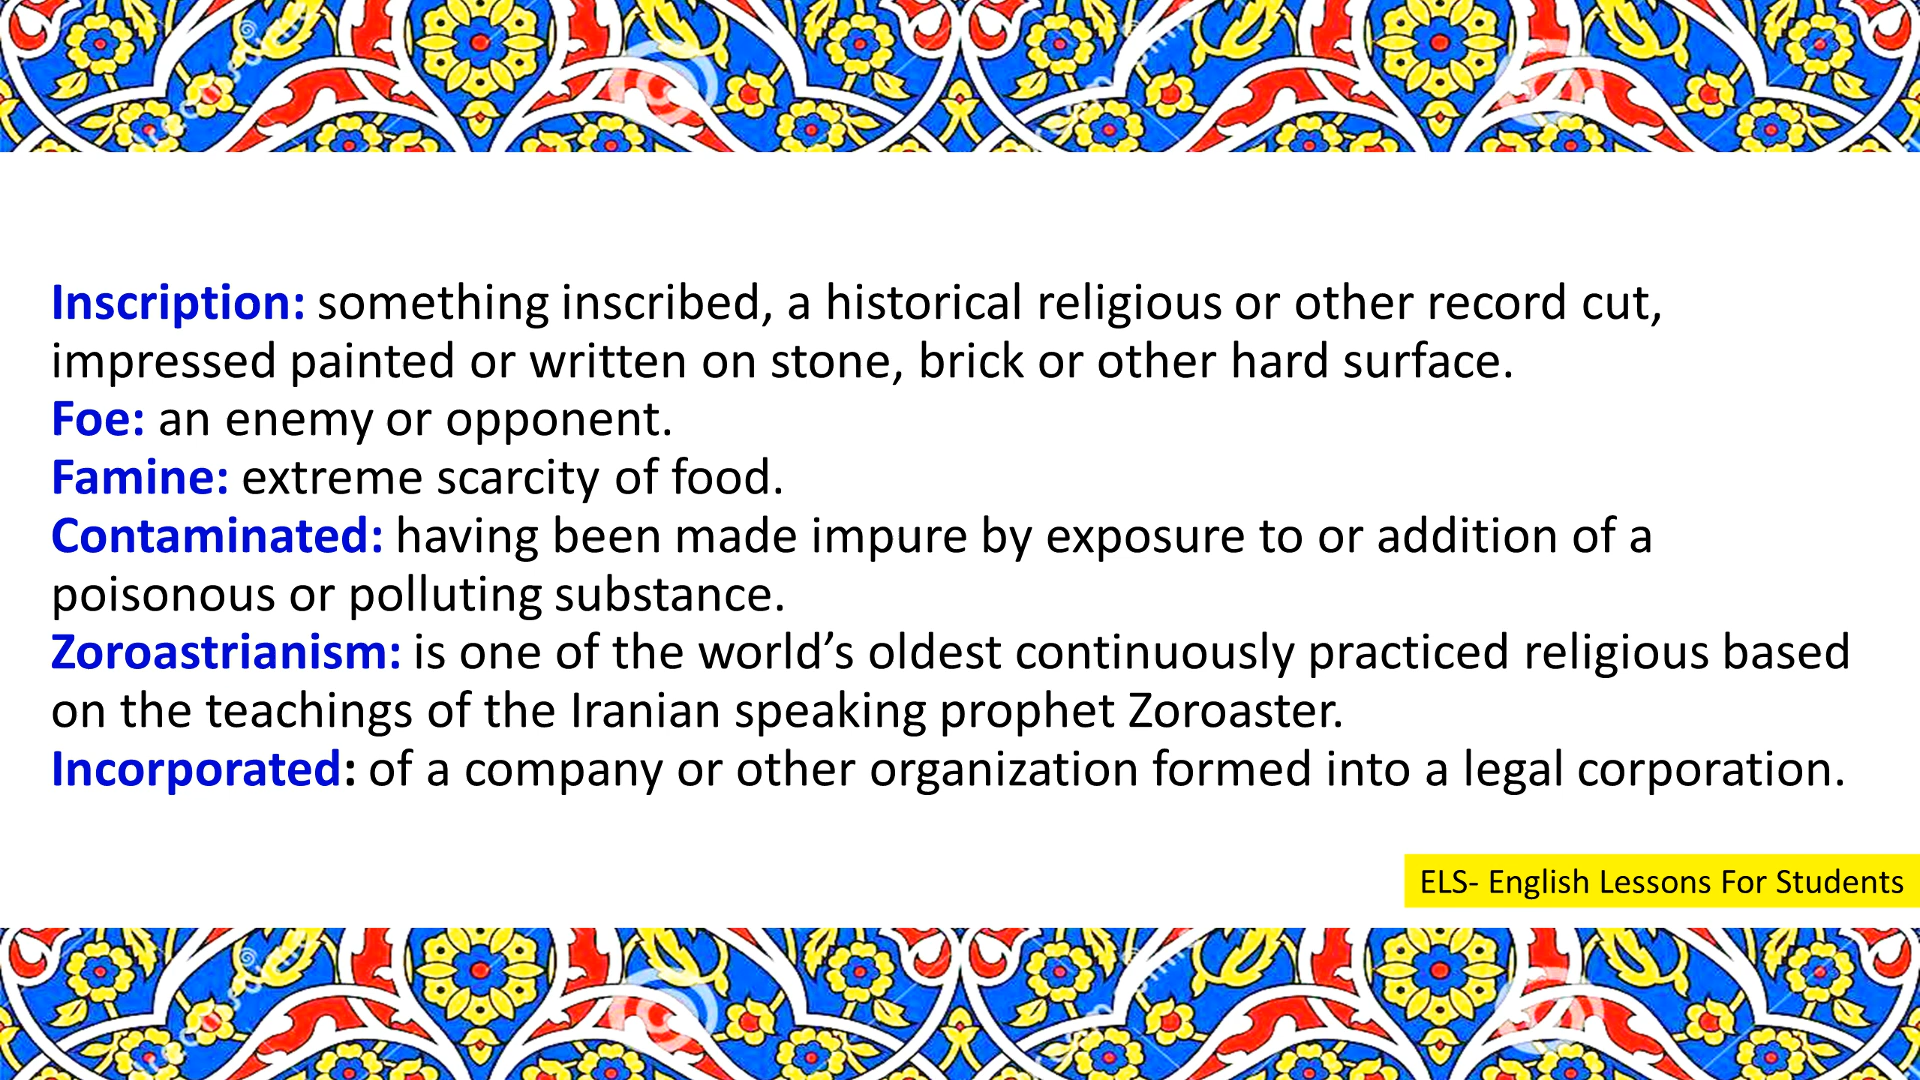 Inscription: something inscribed, a historical religious or other record cut,
impressed painted or written on stone, brick or other hard surface.
Foe: an enemy or opponent.
Famine: extreme scarcity of food.
Contaminated: having been made impure by exposure to or addition of a
poisonous or polluting substance.
Zoroastrianism: is one of the world’s oldest continuously practiced religious based
on the teachings of the Iranian speaking prophet Zoroaster.
Incorporated: of a company or other organization formed into a legal corporation.
ELS- English Lessons For Students